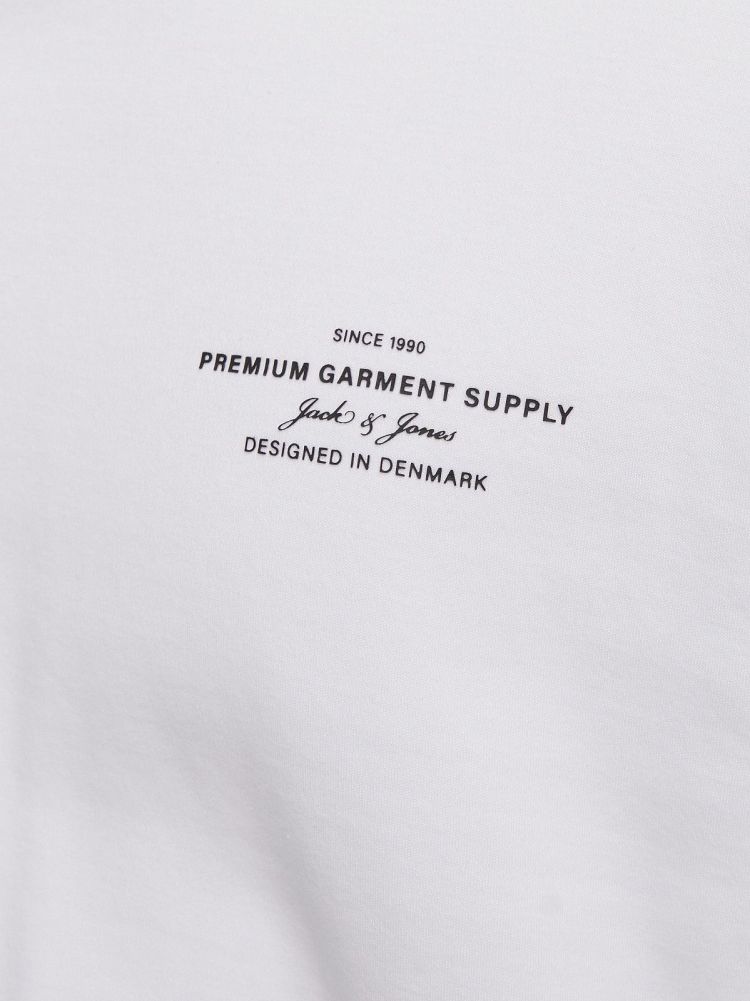 SINCE 1990
PREMIUM GARMENT SUPPLY
Jack & Jones
DESIGNED IN DENMARK